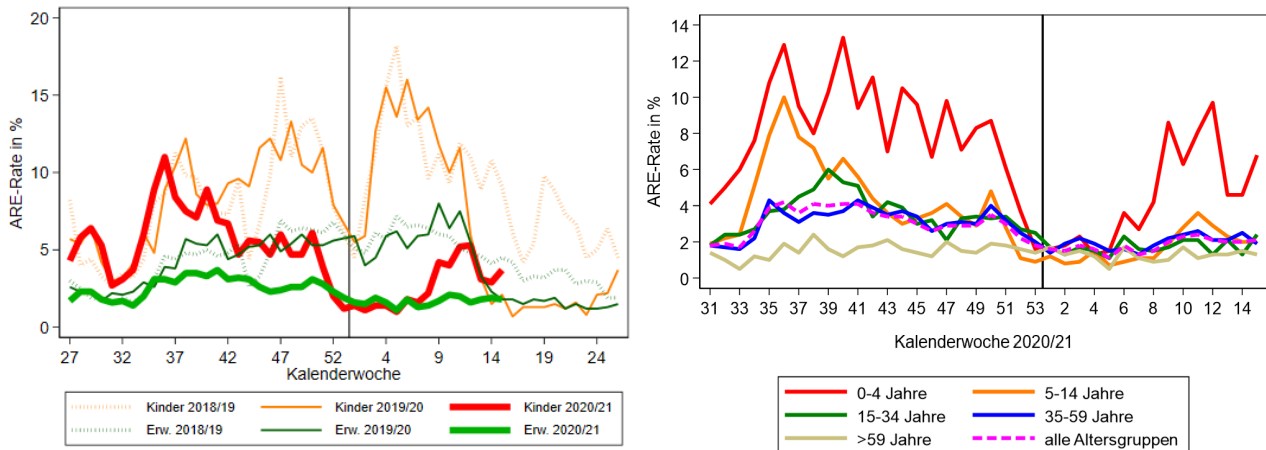 20
15
10
5
0
ARE-Rate in %
27 32 37 42 47 52 4 9 14 19 24
Kalenderwoche
Kinder 2018/19 Kinder 2019/20 Kinder 2020/21
Erw. 2018/19 Erw. 2019/20 Erw. 2020/21
14
12
10
8
6
4
2
0
ARE-Rate in %
31 33 35 37 39 41 43 45 47 49 51 53 2 4 6 8 10 12 14
Kalenderwoche 2020/21
0-4 Jahre 5-14 Jahre
15-34 Jahre 35-59 Jahre
>59 Jahre alle Altersgruppen